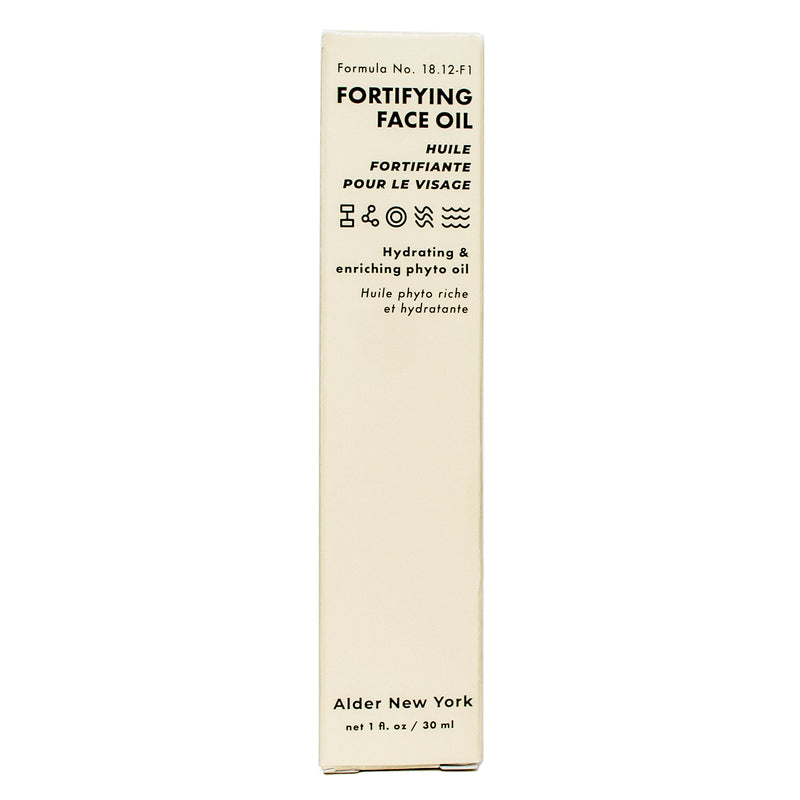 Formula No. 18.12-F1
FORTIFYING
FACE OIL
HUILE
FORTIFIANTE
POUR LE VISAGE
Hydrating &
enriching phyto oil
Huile phyto riche
et hydratante
Alder New York
net 1 fl. oz / 30 ml